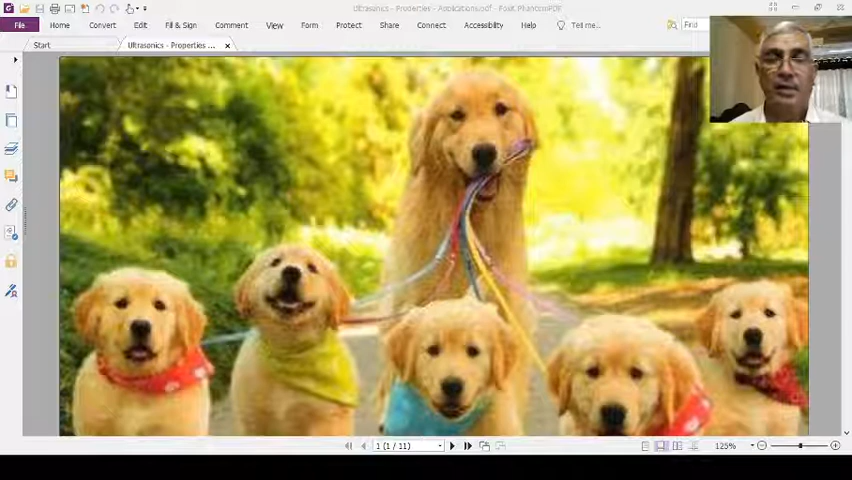 Ultrasonics - Properties - Applications.pdf - Foxit PhantomPDF
File Home Convert Edit Fill & Sign Comment View Form Protect Share Connect Accessibility Help Tell me... Find
Start Ultrasonics - Properties ... ×
1 (1 / 11) 125%